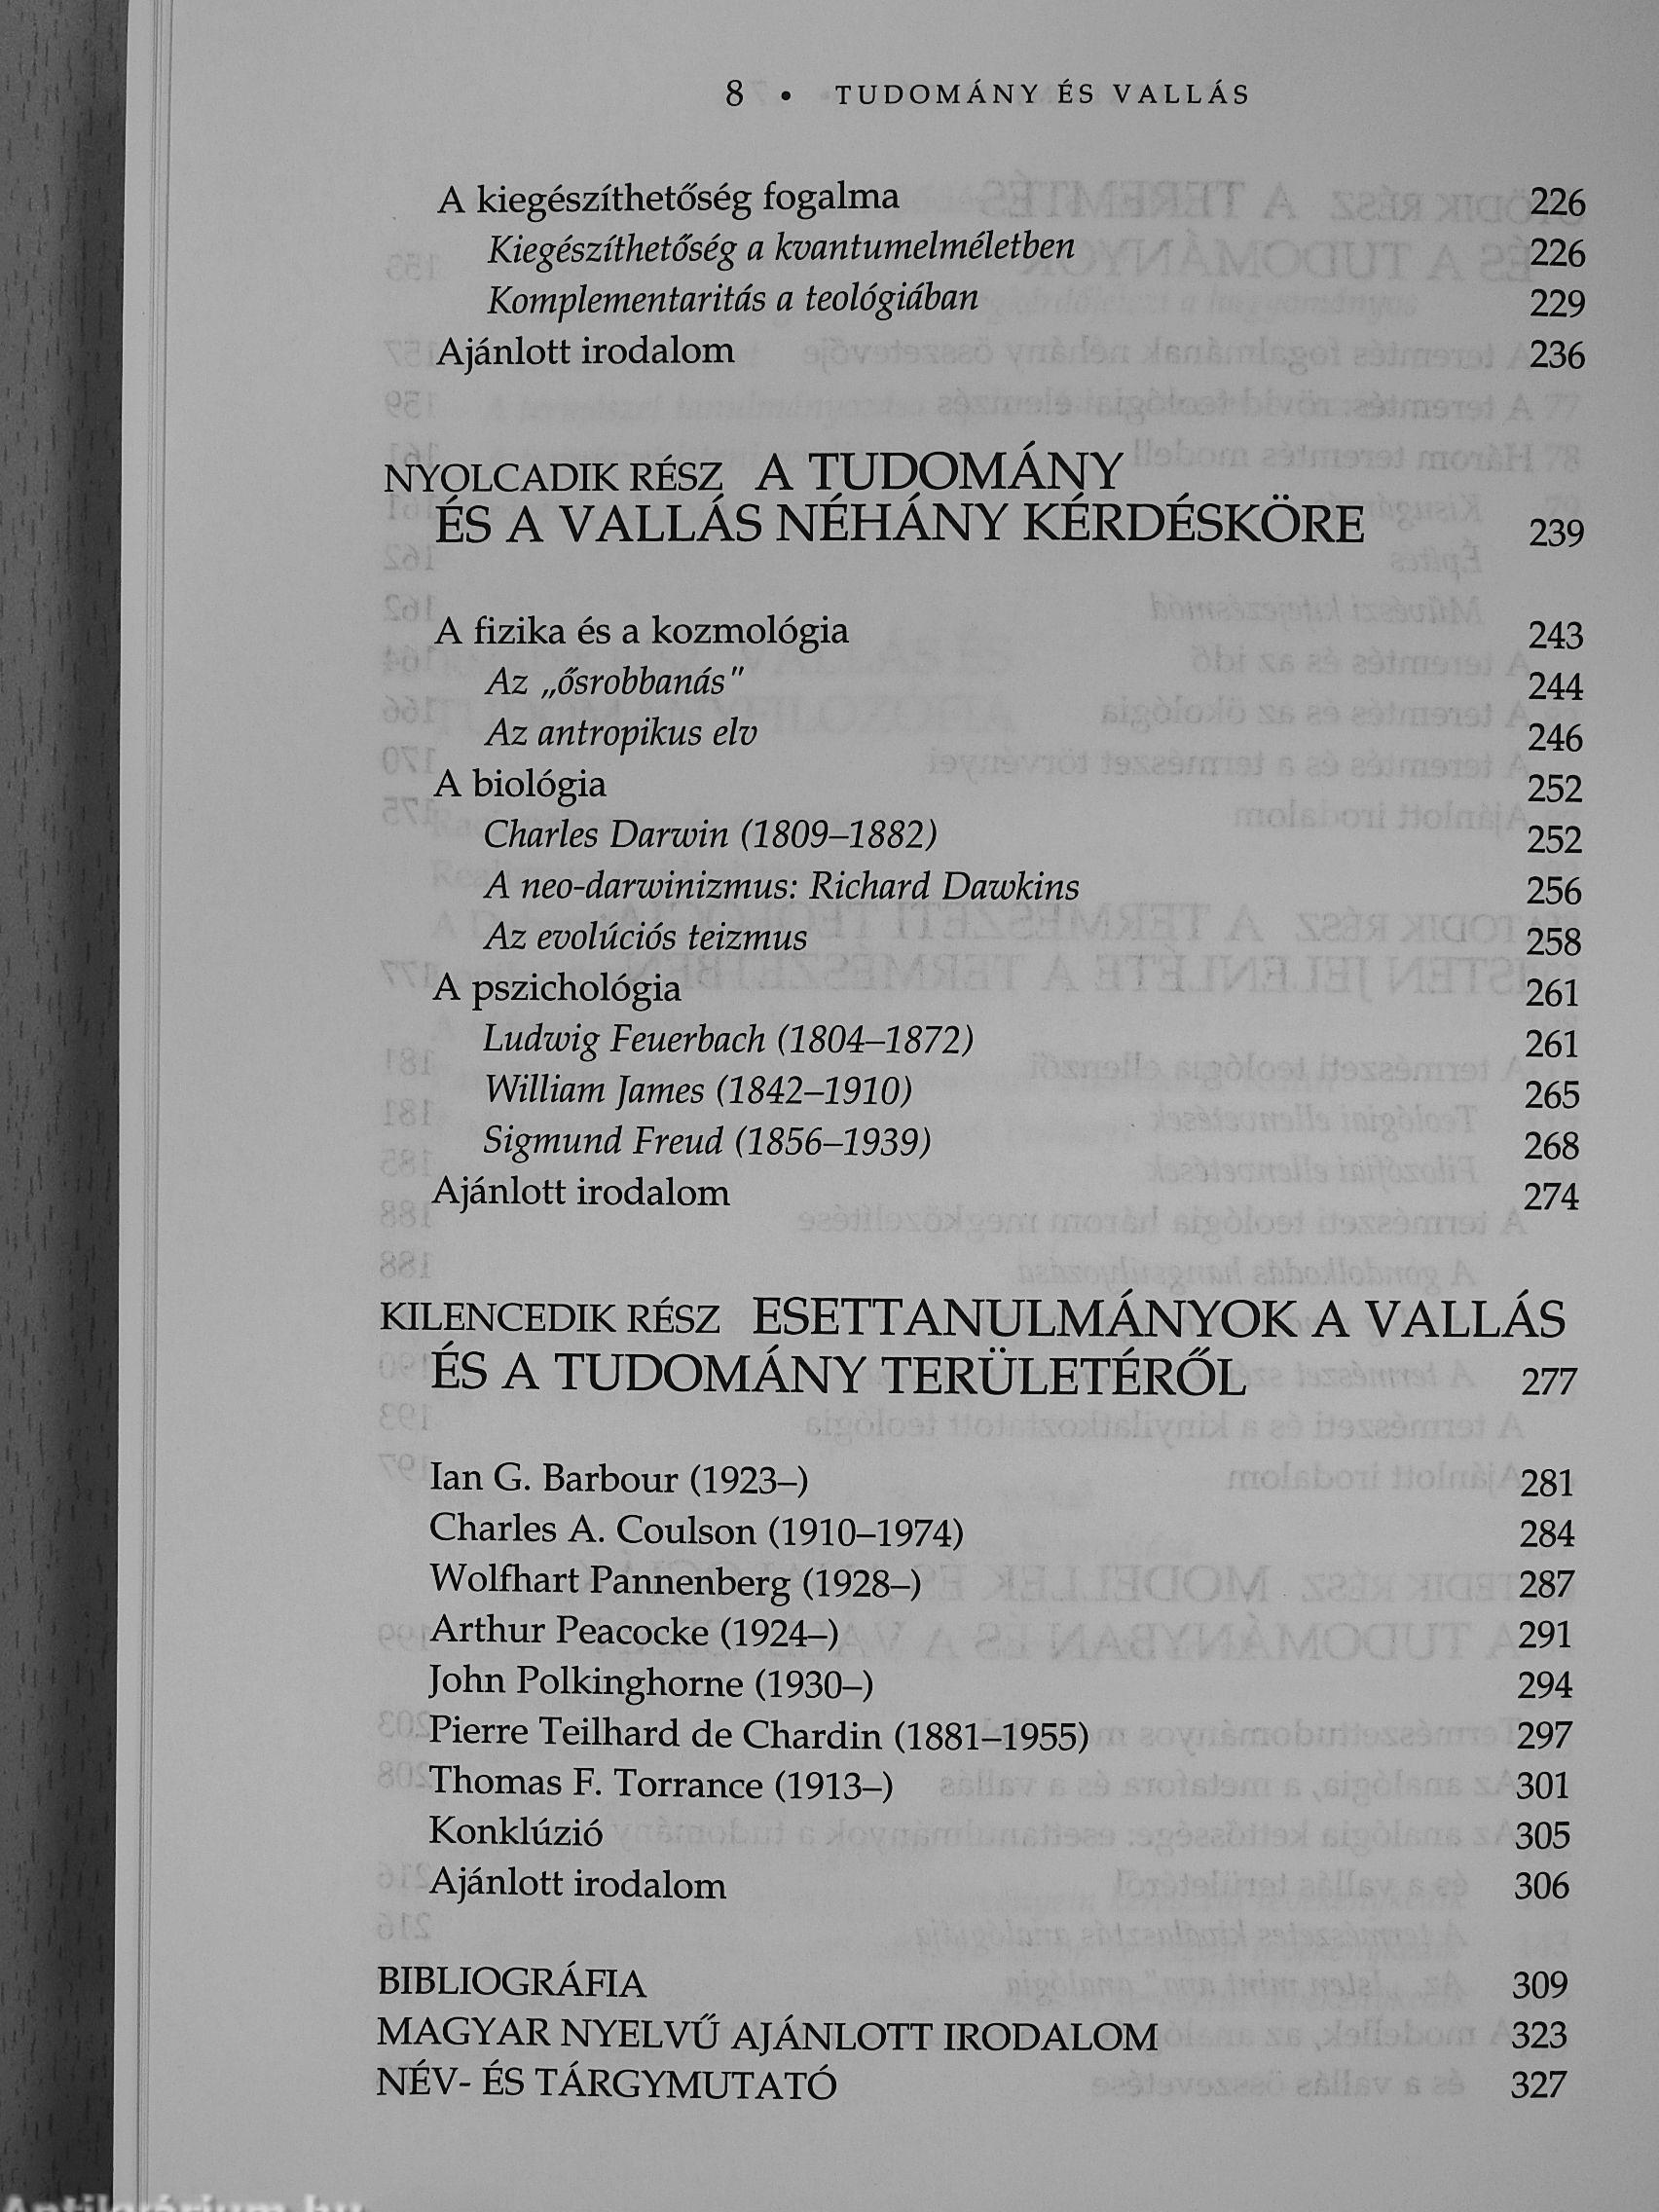 8 • TUDOMÁNY ÉS VALLÁS
A kiegészíthetőség fogalma 226
Kiegészíthetőség a kvantumelméletben 226
Komplementaritás a teológiában 229
Ajánlott irodalom 236
NYOLCADIK RÉSZ A TUDOMÁNY
ÉS A VALLÁS NÉHÁNY KÉRDÉSKÖRE 239
A fizika és a kozmológia 243
Az „ősrobbanás" 244
Az antropikus elv 246
A biológia 252
Charles Darwin (1809–1882) 252
A neo-darwinizmus: Richard Dawkins 256
Az evolúciós teizmus 258
A pszichológia 261
Ludwig Feuerbach (1804–1872) 261
William James (1842–1910) 265
Sigmund Freud (1856–1939) 268
Ajánlott irodalom 274
KILENCEDIK RÉSZ ESETTANULMÁNYOK A VALLÁS
ÉS A TUDOMÁNY TERÜLETÉRŐL 277
Ian G. Barbour (1923–) 281
Charles A. Coulson (1910–1974) 284
Wolfhart Pannenberg (1928–) 287
Arthur Peacocke (1924–) 291
John Polkinghorne (1930–) 294
Pierre Teilhard de Chardin (1881–1955) 297
Thomas F. Torrance (1913–) 301
Konklúzió 305
Ajánlott irodalom 306
BIBLIOGRÁFIA 309
MAGYAR NYELVŰ AJÁNLOTT IRODALOM 323
NÉV- ÉS TÁRGYMUTATÓ 327